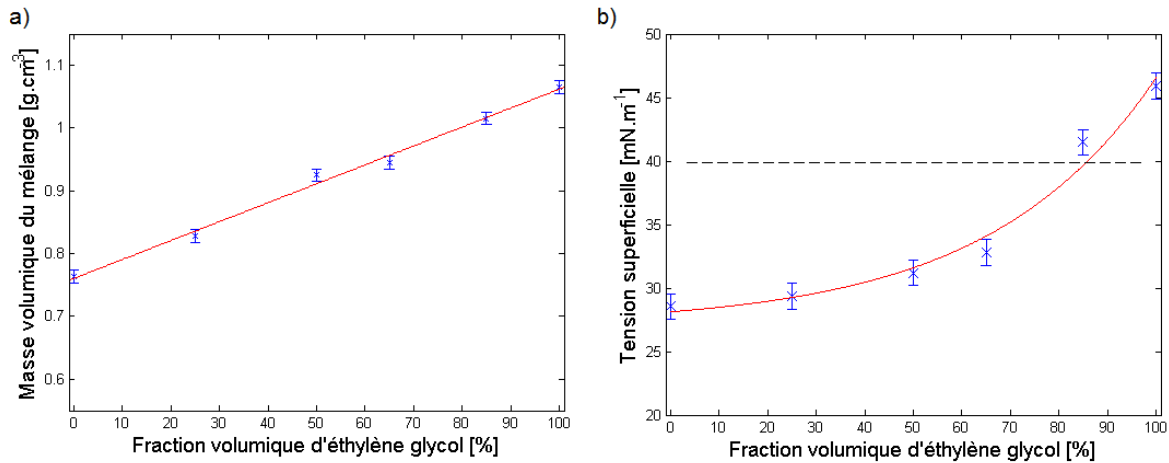 a)
Masse volumique du mélange [g.cm-3]
1.1
1
0.9
0.8
0.7
0.6
0 10 20 30 40 50 60 70 80 90 100
Fraction volumique d'éthylène glycol [%]
b)
Tension superficielle [mN.m-1]
50
45
40
35
30
25
20
0 10 20 30 40 50 60 70 80 90 100
Fraction volumique d'éthylène glycol [%]